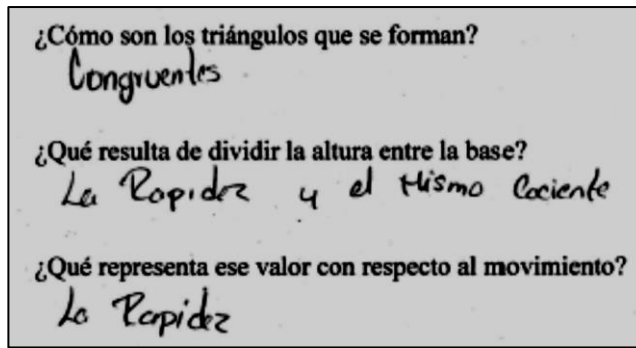 ¿Cómo son los triángulos que se forman?
Congruentes
¿Qué resulta de dividir la altura entre la base?
La Rapidez y el Mismo Cociente
¿Qué representa ese valor con respecto al movimiento?
La Rapidez